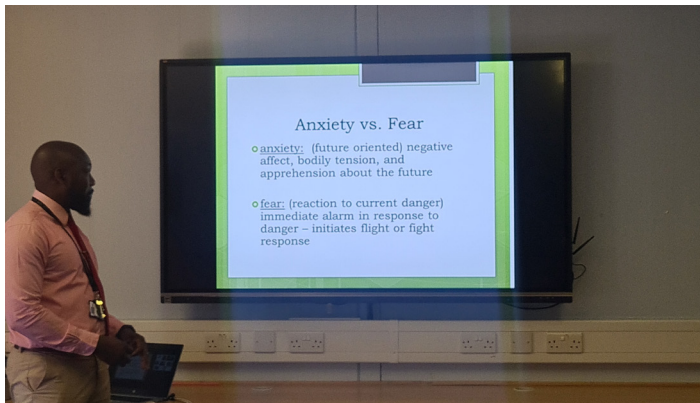 Anxiety vs. Fear
anxiety: (future oriented) negative
affect, bodily tension, and
apprehension about the future
fear: (reaction to current danger)
immediate alarm in response to
danger – initiates flight or fight
response